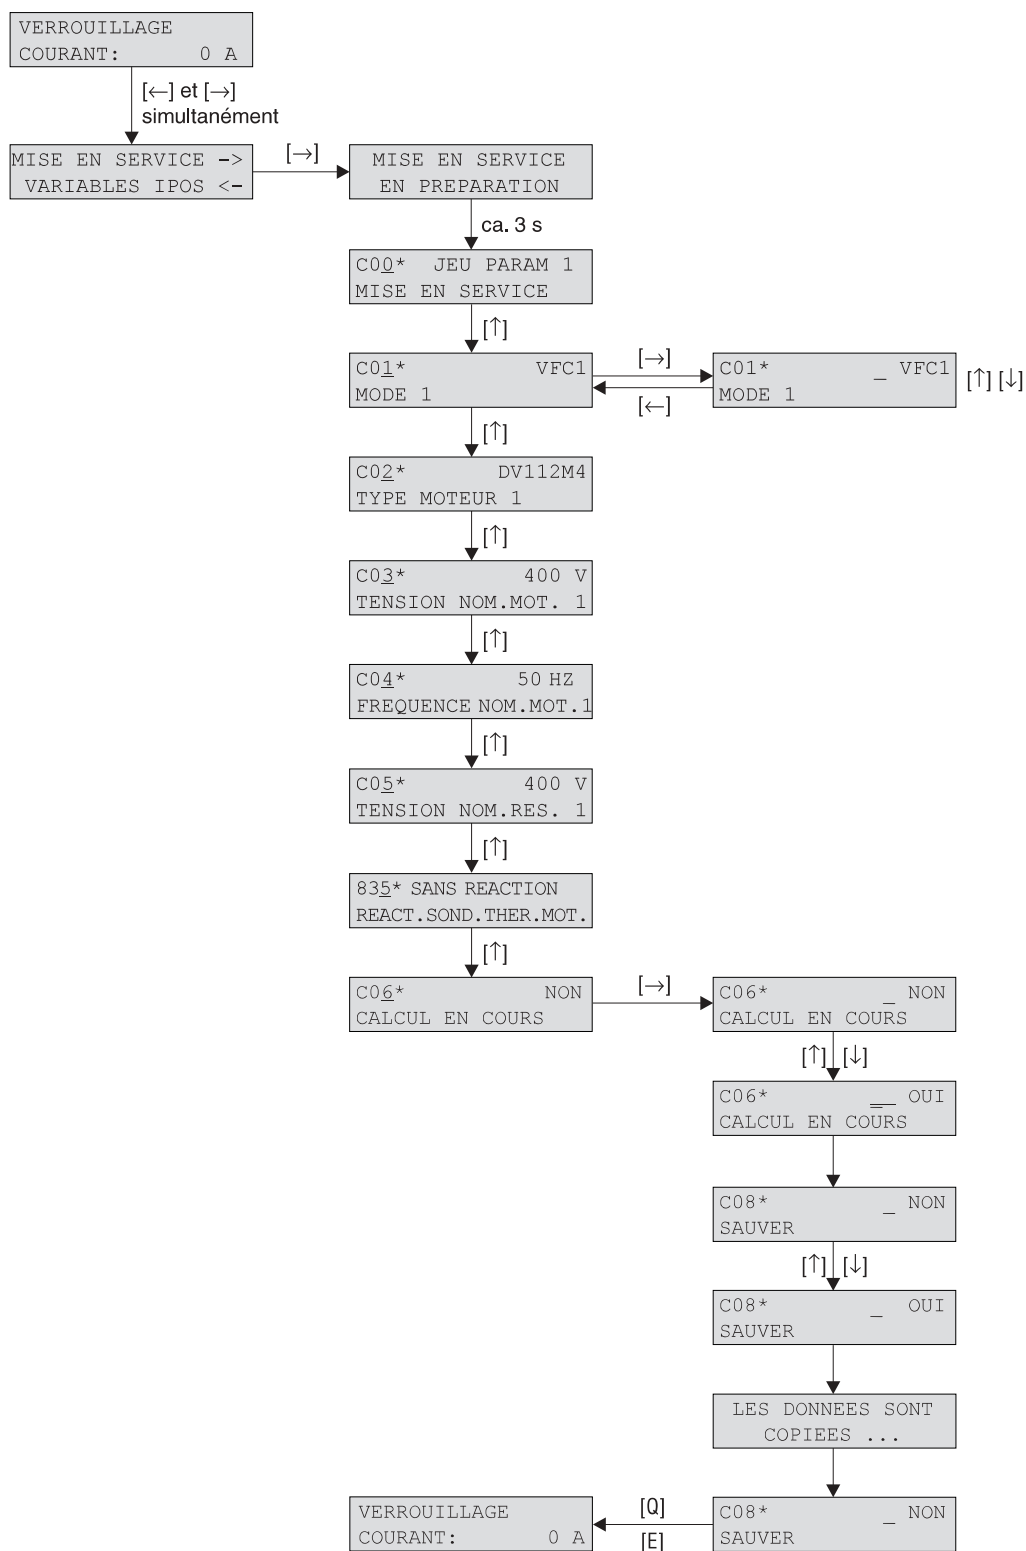 VERROUILLAGE
COURANT: 0 A
[←] et [→]
simultanément
MISE EN SERVICE ->
VARIABLES IPOS <-
[→]
MISE EN SERVICE
EN PREPARATION
ca. 3 s
C00* JEU PARAM 1
MISE EN SERVICE
[↑]
C01* VFC1
MODE 1
[→]
[←]
C01* _ VFC1
MODE 1
[↑] [↓]
[↑]
C02* DV112M4
TYPE MOTEUR 1
[↑]
C03* 400 V
TENSION NOM.MOT. 1
[↑]
C04* 50 HZ
FREQUENCE NOM.MOT.1
[↑]
C05* 400 V
TENSION NOM.RES. 1
[↑]
835* SANS REACTION
REACT.SOND.THER.MOT.
[↑]
C06* NON
CALCUL EN COURS
[→]
C06* _ NON
CALCUL EN COURS
[↑] [↓]
C06* __ OUI
CALCUL EN COURS
C08* _ NON
SAUVER
[↑] [↓]
C08* _ OUI
SAUVER
LES DONNEES SONT
COPIEES ...
C08* _ NON
SAUVER
[Q]
[E]
VERROUILLAGE
COURANT: 0 A